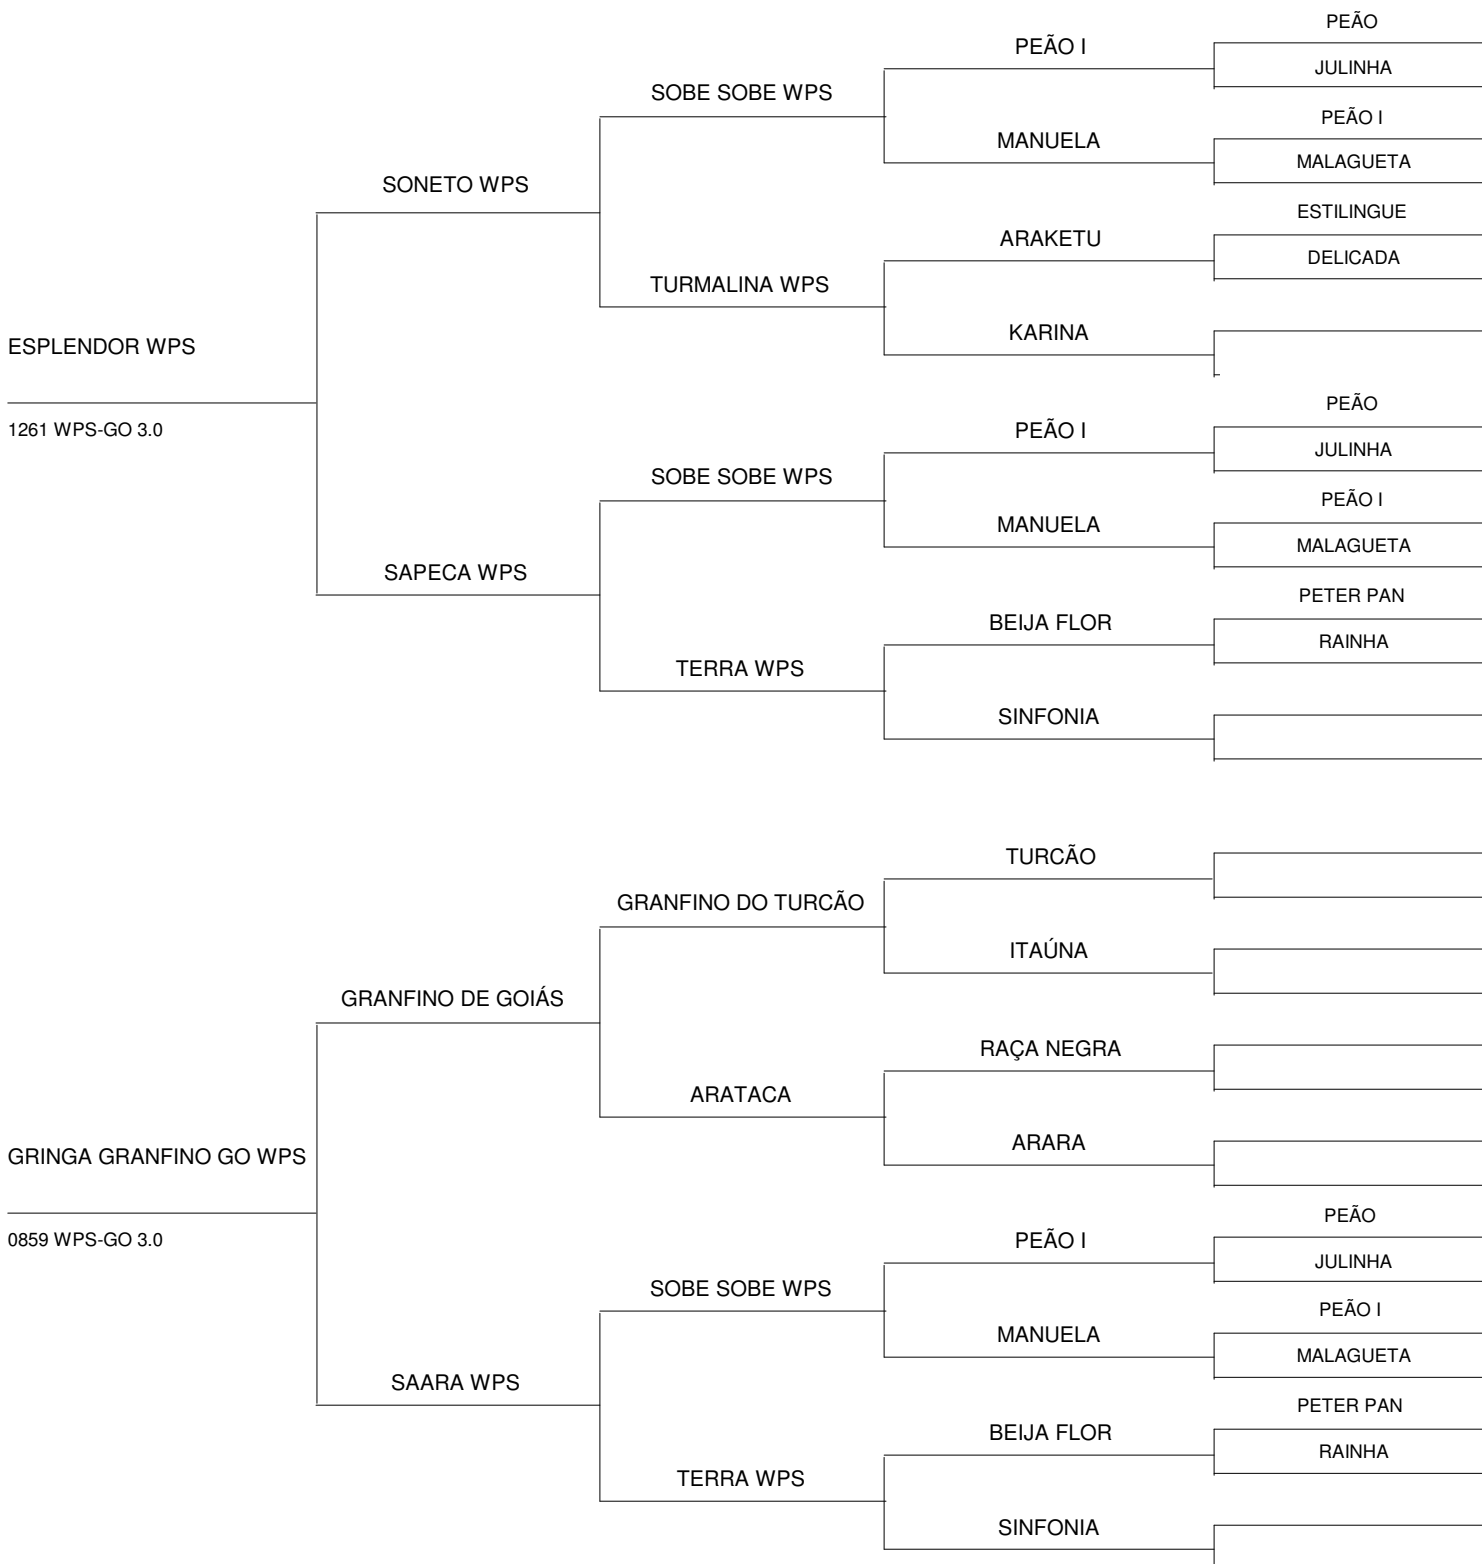 PEÃO
PEÃO I
JULINHA
SOBE SOBE WPS
PEÃO I
MANUELA
MALAGUETA
SONETO WPS
ESTILINGUE
ARAKETU
DELICADA
TURMALINA WPS
KARINA
ESPLENDOR WPS
PEÃO
1261 WPS-GO 3.0
PEÃO I
JULINHA
SOBE SOBE WPS
PEÃO I
MANUELA
MALAGUETA
SAPECA WPS
PETER PAN
BEIJA FLOR
RAINHA
TERRA WPS
SINFONIA
TURCÃO
GRANFINO DO TURCÃO
ITAÚNA
GRANFINO DE GOIÁS
RAÇA NEGRA
ARATACA
ARARA
GRINGA GRANFINO GO WPS
PEÃO
0859 WPS-GO 3.0
PEÃO I
JULINHA
SOBE SOBE WPS
PEÃO I
MANUELA
MALAGUETA
SAARA WPS
PETER PAN
BEIJA FLOR
RAINHA
TERRA WPS
SINFONIA